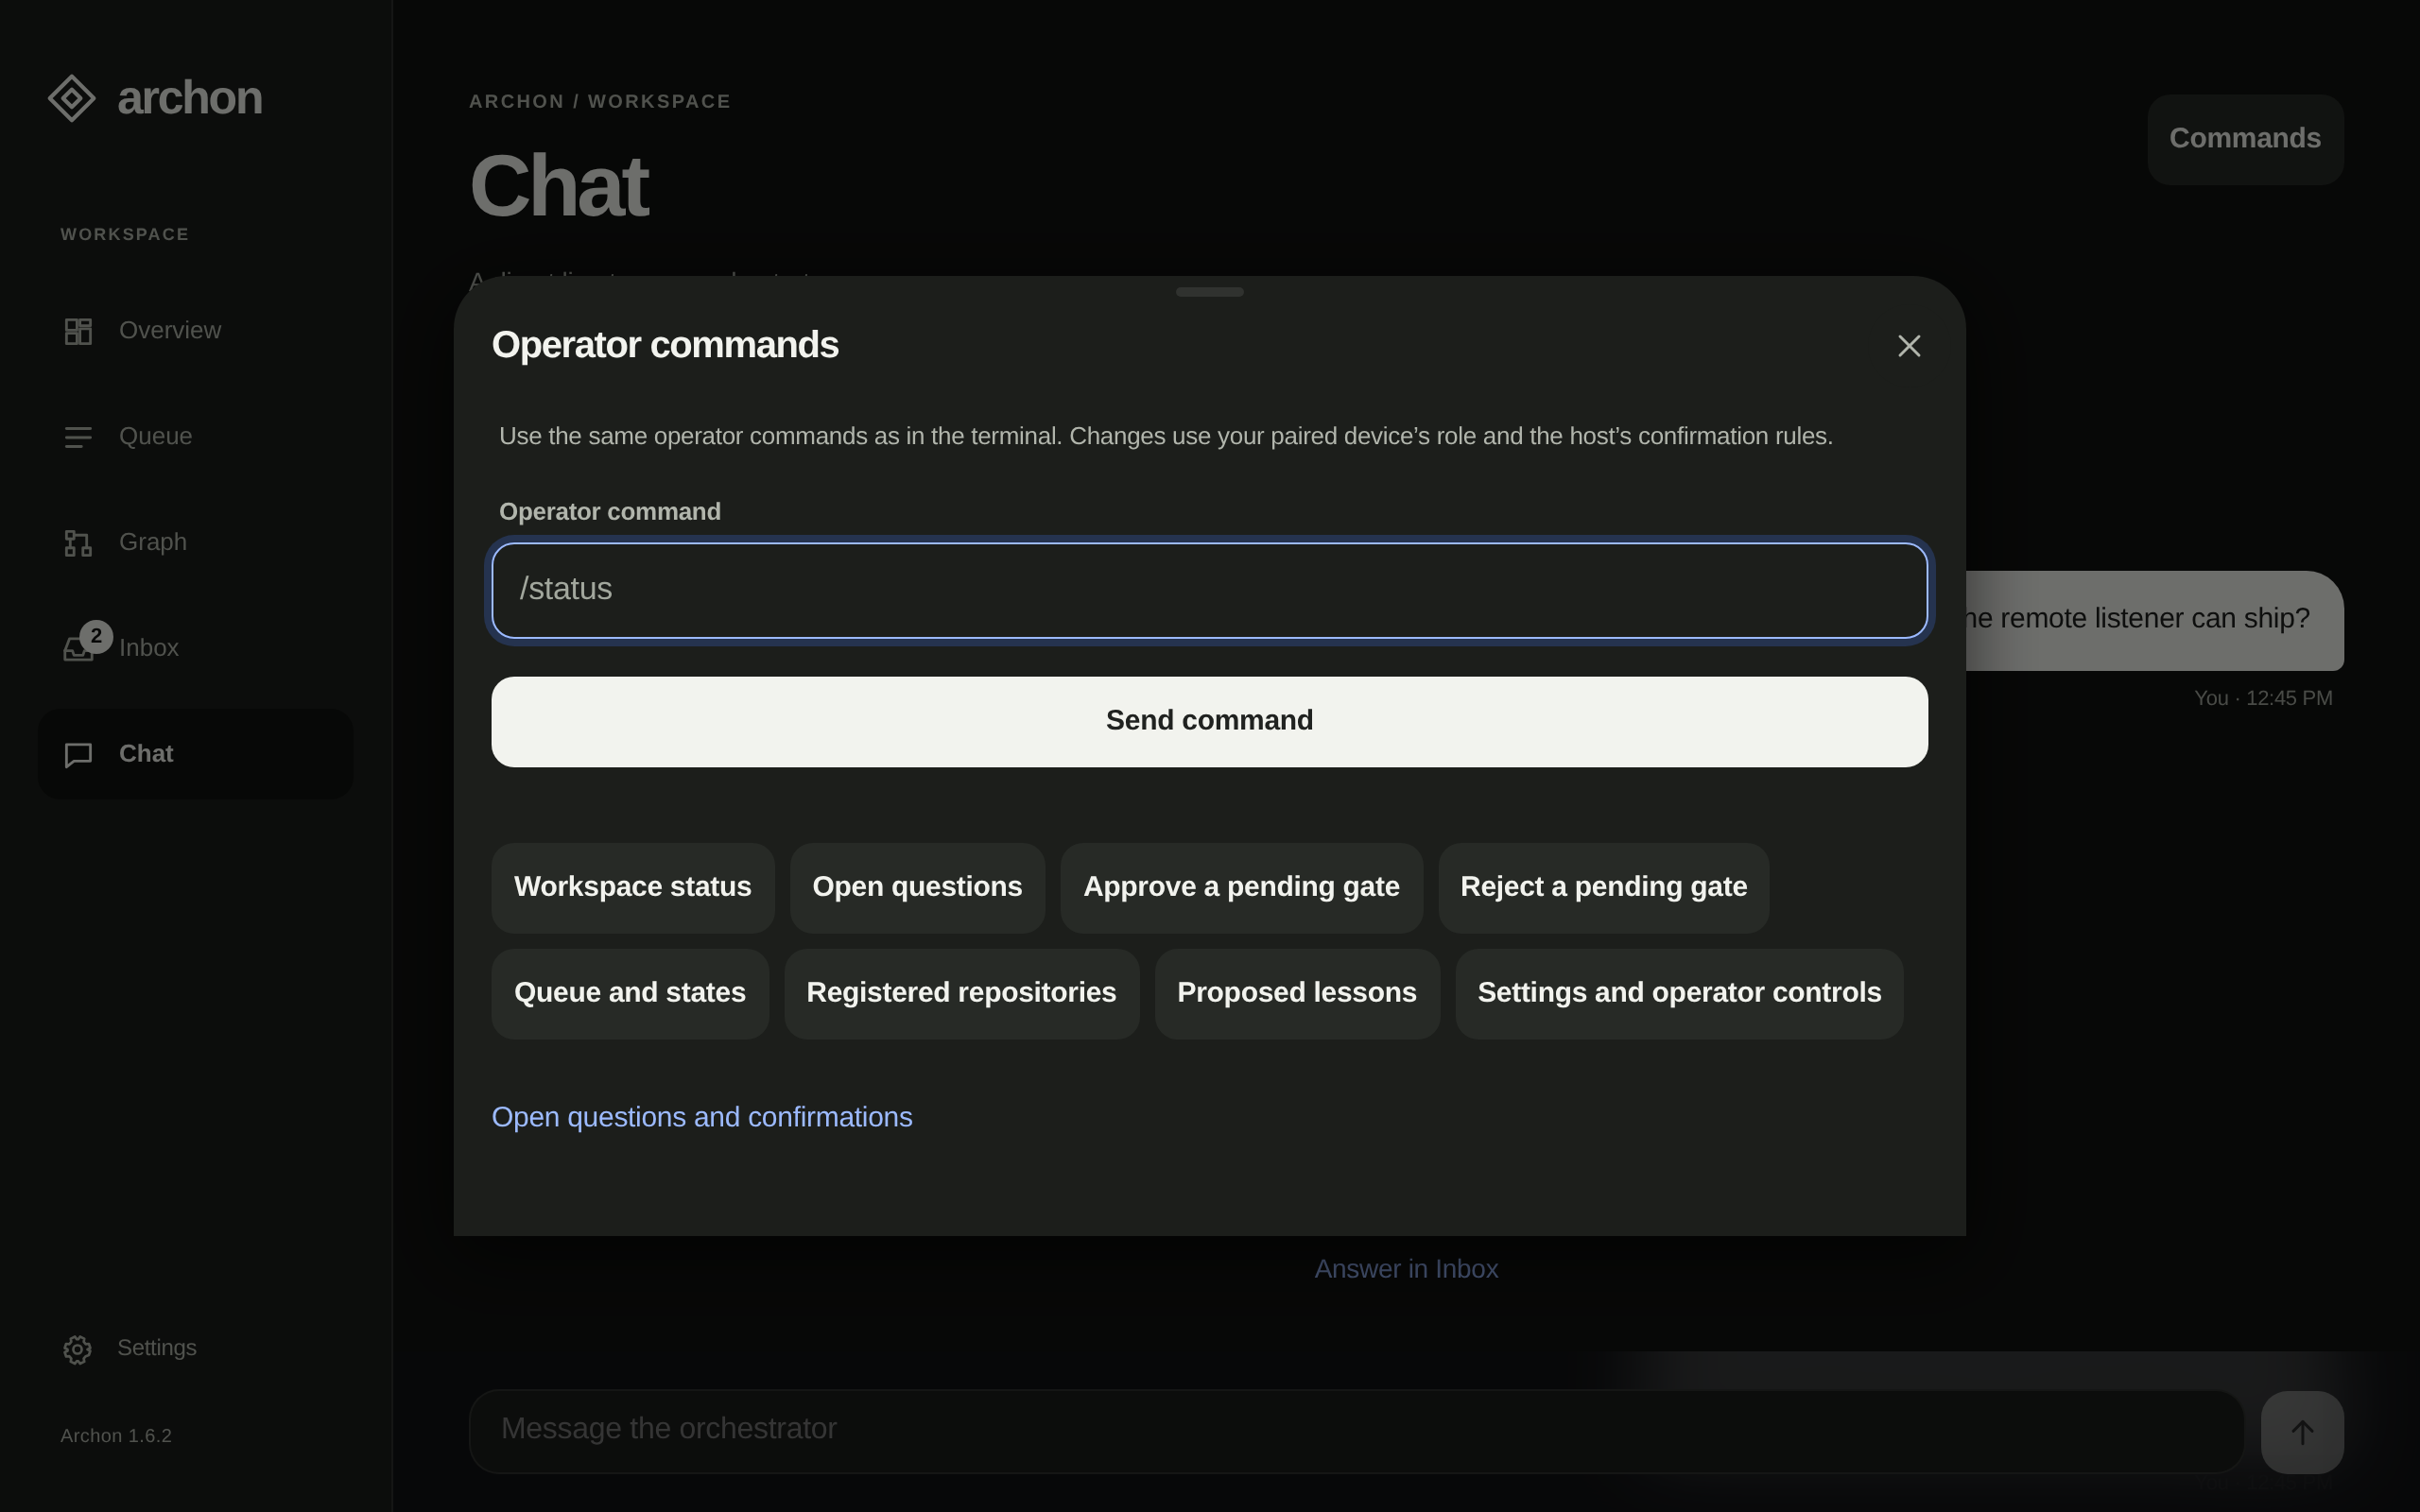 archon
WORKSPACE
Overview
Queue
Graph
2
Inbox
Chat
Settings
Archon 1.6.2
ARCHON / WORKSPACE
Chat
Commands
Operator commands
Use the same operator commands as in the terminal. Changes use your paired device’s role and the host’s confirmation rules.
Operator command
/status
Send command
Workspace status
Open questions
Approve a pending gate
Reject a pending gate
Queue and states
Registered repositories
Proposed lessons
Settings and operator controls
Open questions and confirmations
remote listener can ship?
You · 12:45 PM
Answer in Inbox
Message the orchestrator